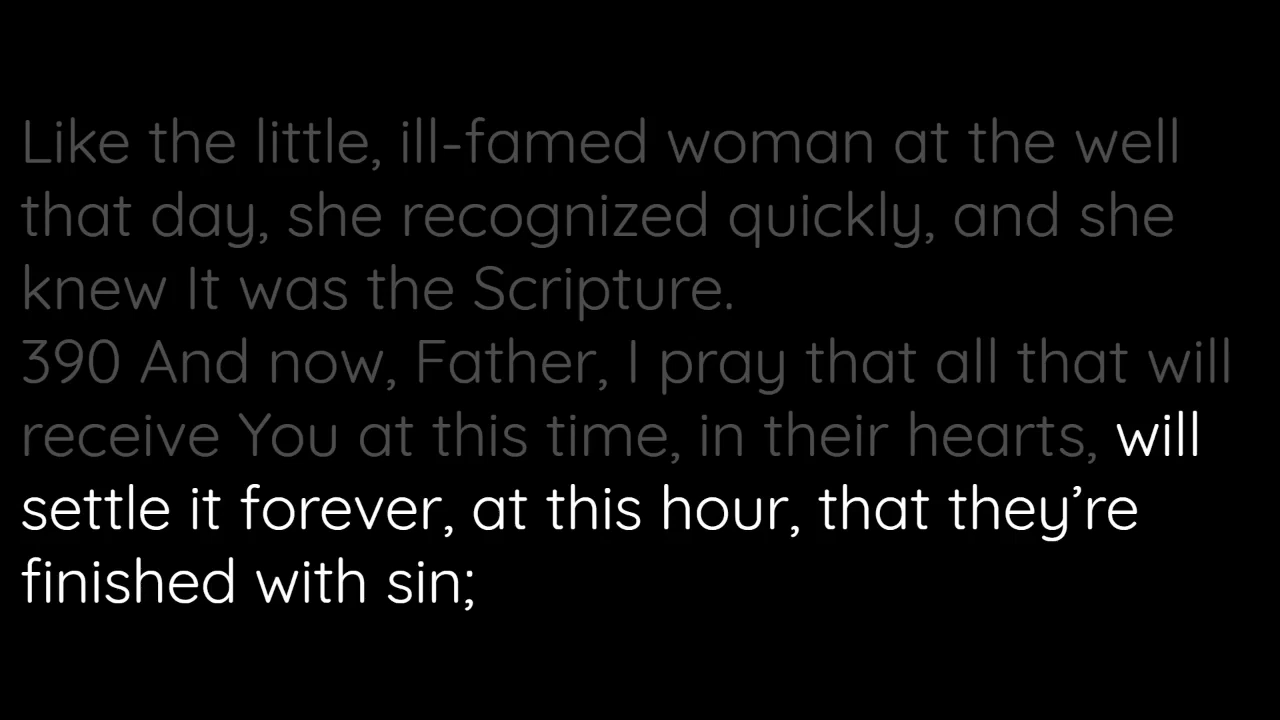 Like the little, ill-famed woman at the well
that day, she recognized quickly, and she
knew It was the Scripture.
390 And now, Father, I pray that all that will
receive You at this time, in their hearts, will
settle it forever, at this hour, that they’re
finished with sin;